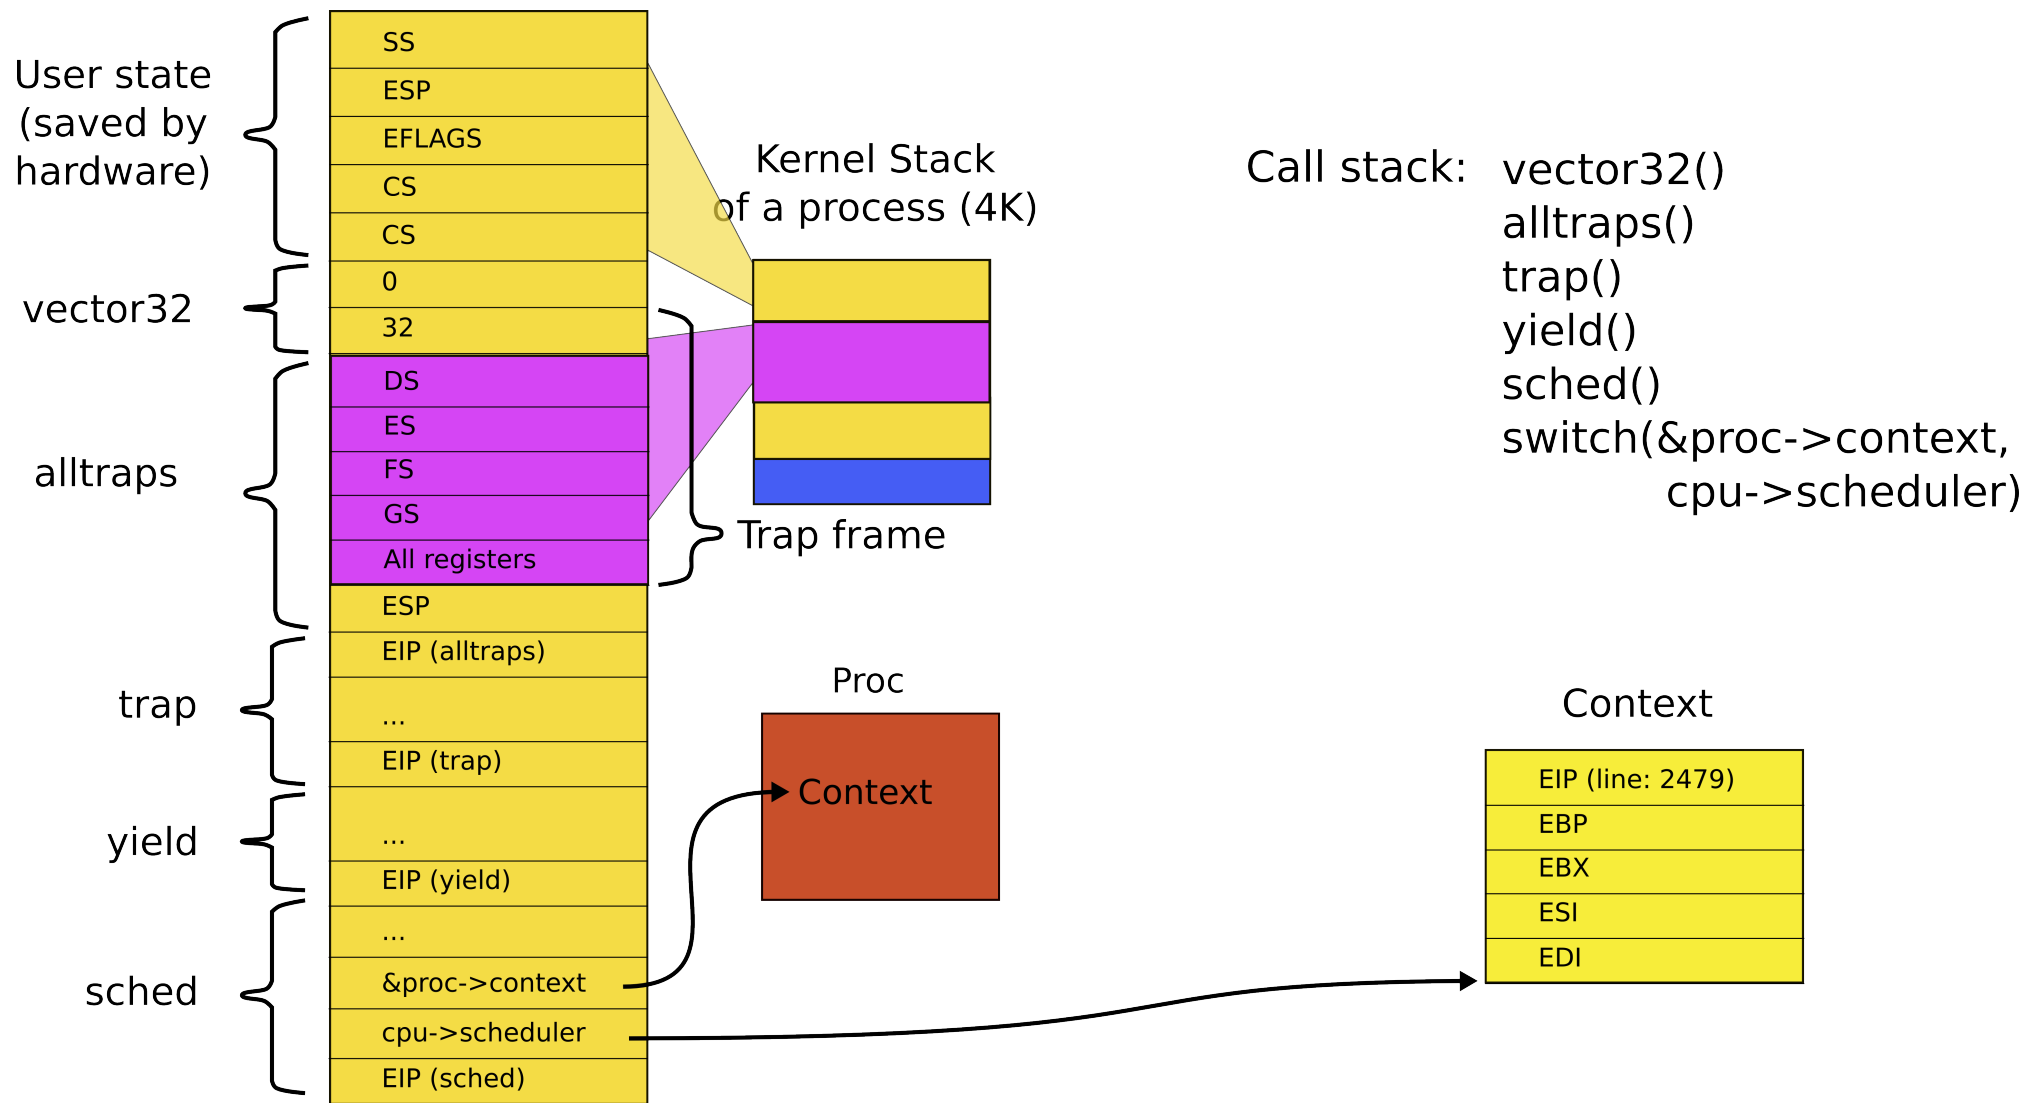 User state
(saved by
hardware)
vector32
alltraps
trap
yield
sched
SS
ESP
EFLAGS
CS
CS
0
32
DS
ES
FS
GS
All registers
ESP
EIP (alltraps)
...
EIP (trap)
...
EIP (yield)
...
&proc->context
cpu->scheduler
EIP (sched)
Kernel Stack
of a process (4K)
Trap frame
Proc
Context
Call stack:
vector32()
alltraps()
trap()
yield()
sched()
switch(&proc->context,
cpu->scheduler)
Context
EIP (line: 2479)
EBP
EBX
ESI
EDI